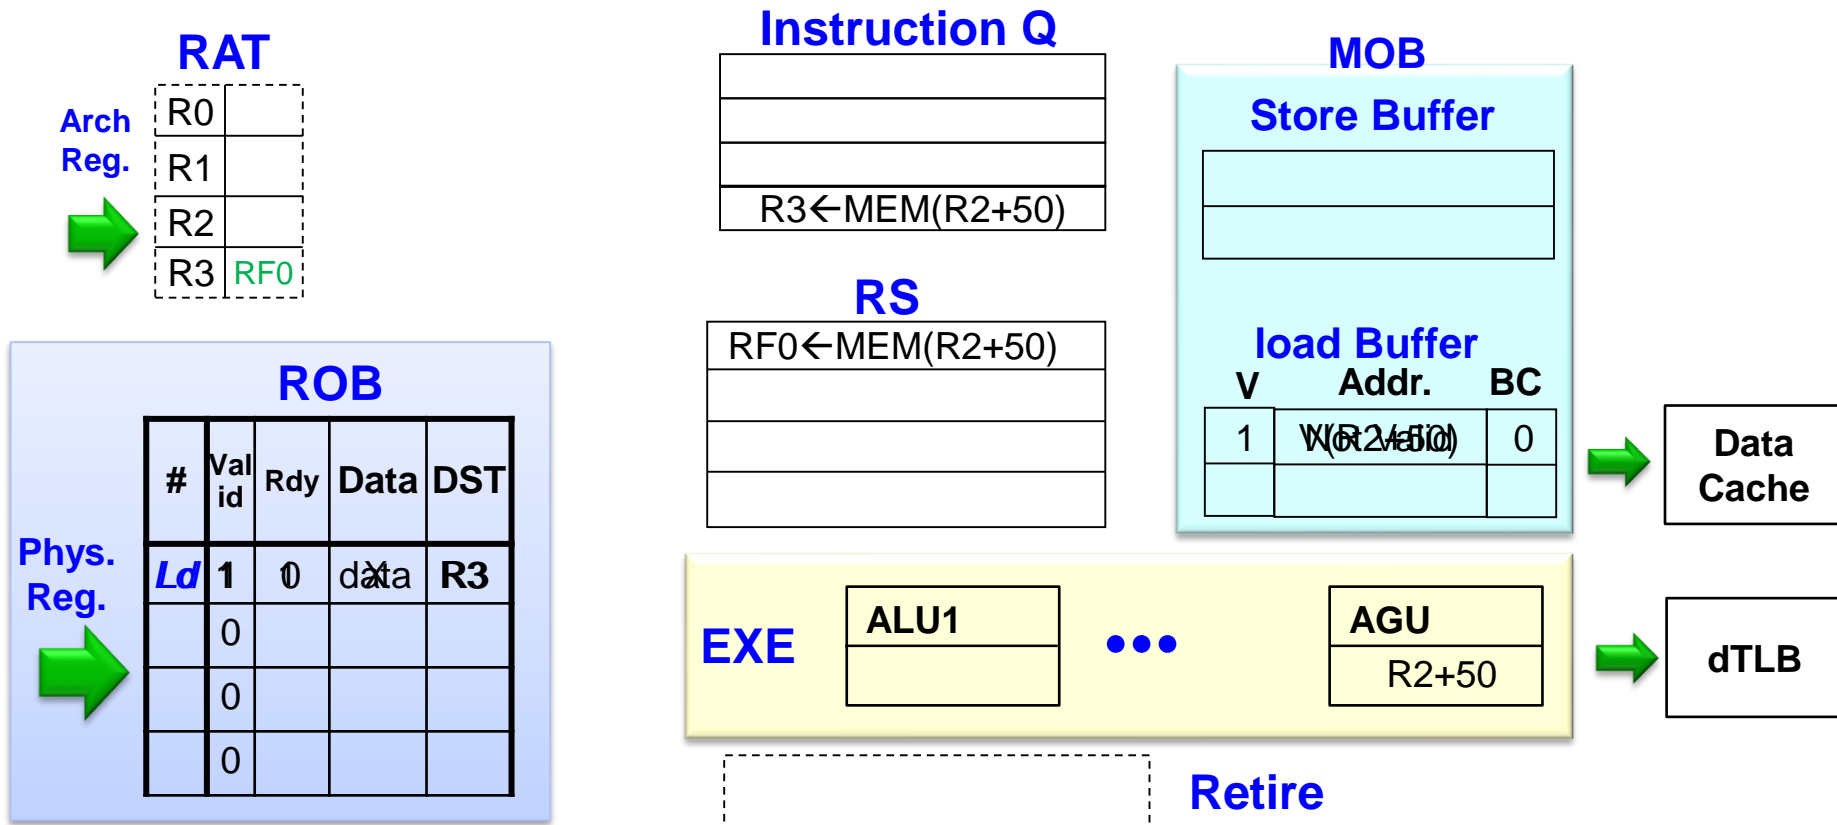 RAT
Arch
Reg.
R0
R1
R2
R3 RF0
Instruction Q
R3←MEM(R2+50)
RS
RF0←MEM(R2+50)
MOB
Store Buffer
load Buffer
V Addr. BC
1 0
Data
Cache
ROB
# Val
id Rdy Data DST
Phys.
Reg.
Ld 1 R3
0
0
0
EXE
ALU1
•••
AGU
R2+50
dTLB
Retire